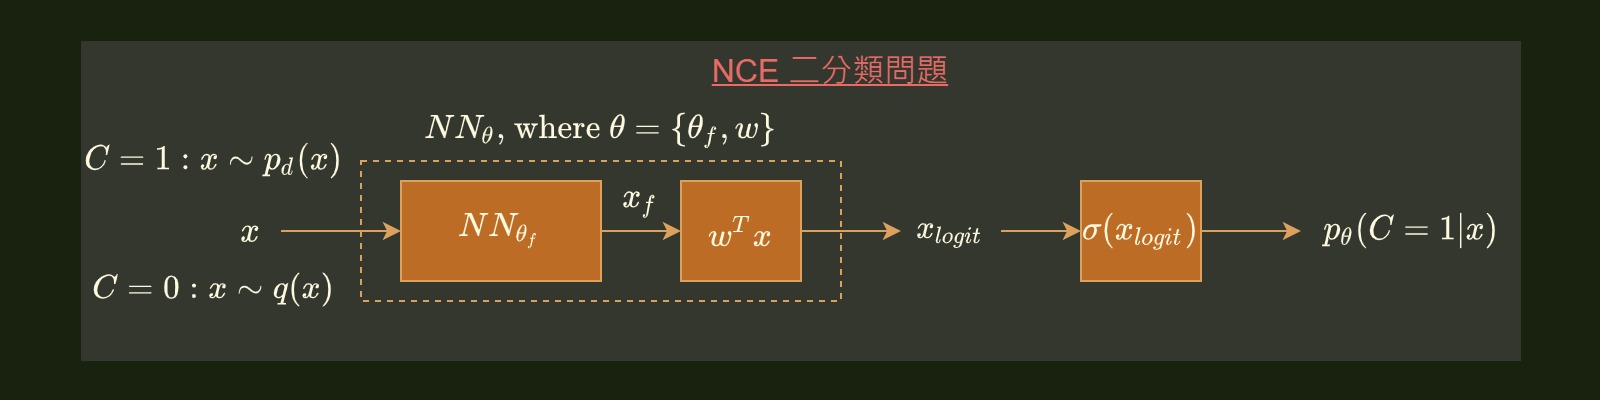 NCE 二分類問題
$NN_\theta$, where $\theta = \{\theta_f, w\}$
$C = 1 : x \sim p_d(x)$
$x$
$NN_{\theta_f}$
$x_f$
$w^T x$
$x_{logit}$
$\sigma(x_{logit})$
$p_\theta(C = 1|x)$
$C = 0 : x \sim q(x)$